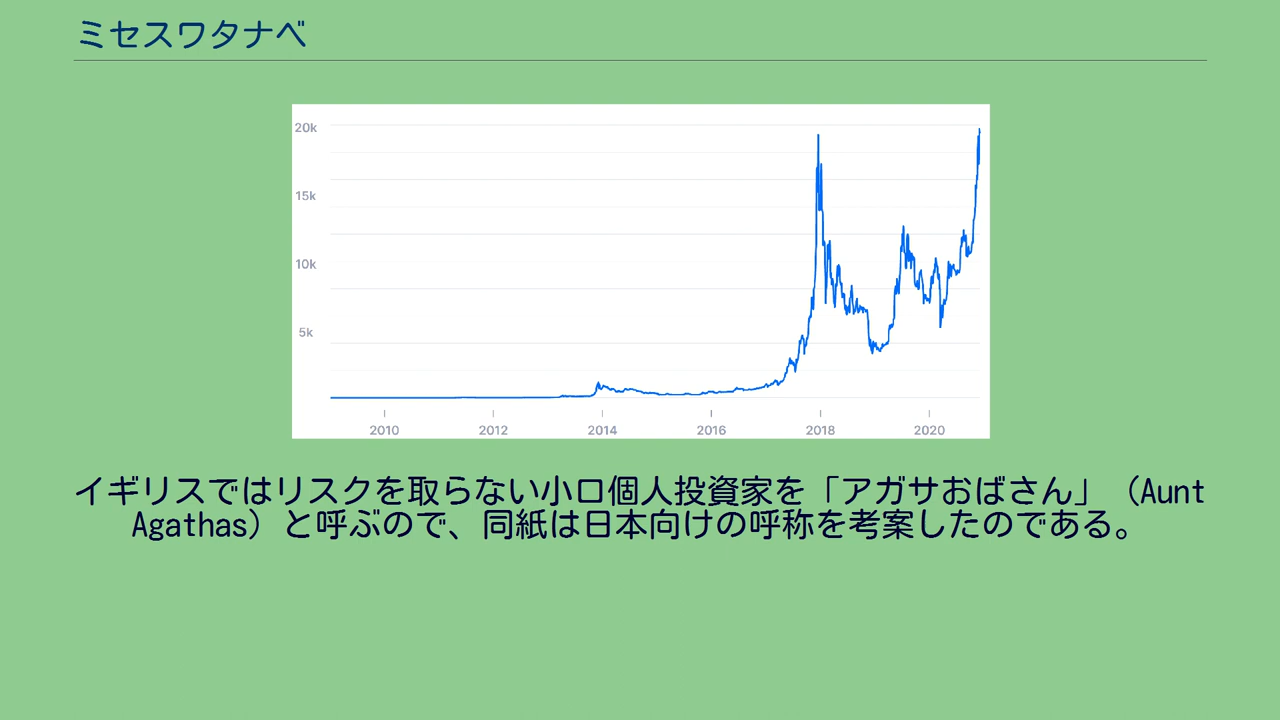 ミセスワタナベ
20k
15k
10k
5k
2010 2012 2014 2016 2018 2020
イギリスではリスクを取らない小口個人投資家を「アガサおばさん」（Aunt
Agathas）と呼ぶので、同紙は日本向けの呼称を考案したのである。